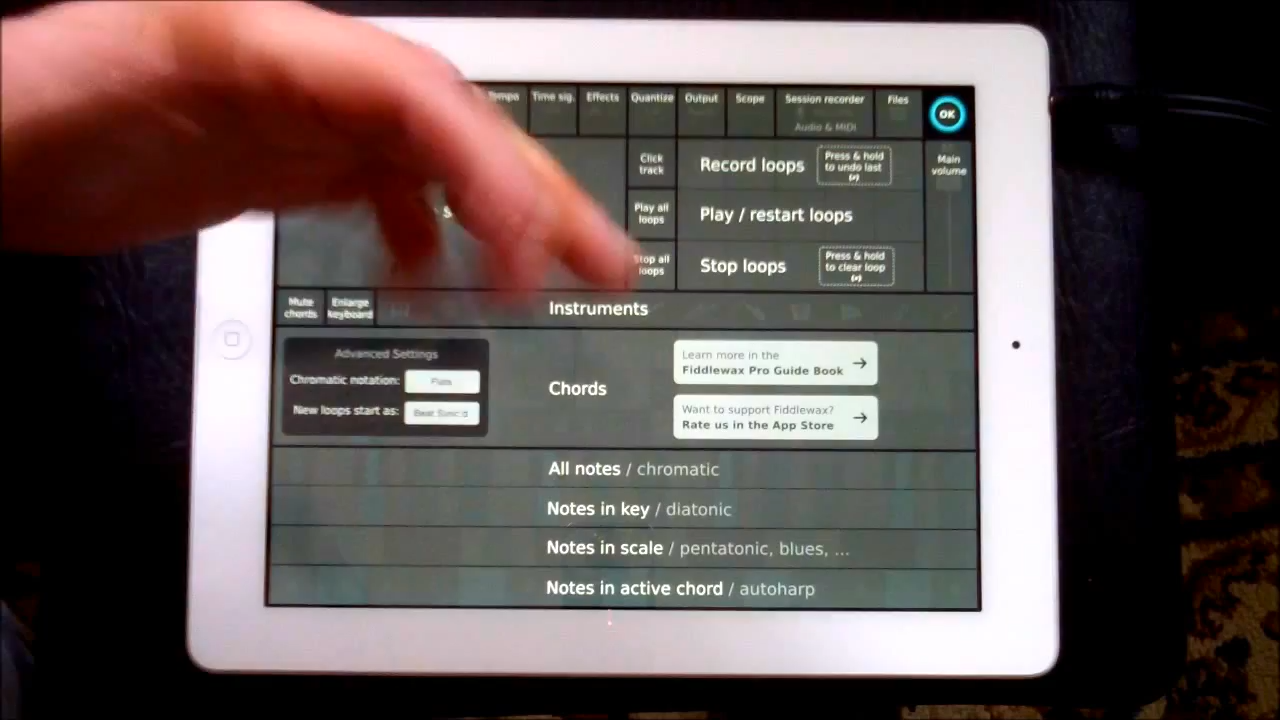 Tempo
Time sig.
Effects
Quantize
Output
Scope
Session recorder
Audio & MIDI
Files
OK
Click
track
Record loops
Press & hold
to undo last
Main
volume
Play all
loops
Play / restart loops
Stop all
loops
Stop loops
Press & hold
to clear loop
Mute
chords
Enlarge
keyboard
Instruments
Advanced Settings
Chromatic notation:
Flats
New loops start as:
Beat Sync'd
Chords
Learn more in the
Fiddlewax Pro Guide Book →
Want to support Fiddlewax?
Rate us in the App Store →
All notes / chromatic
Notes in key / diatonic
Notes in scale / pentatonic, blues, ...
Notes in active chord / autoharp